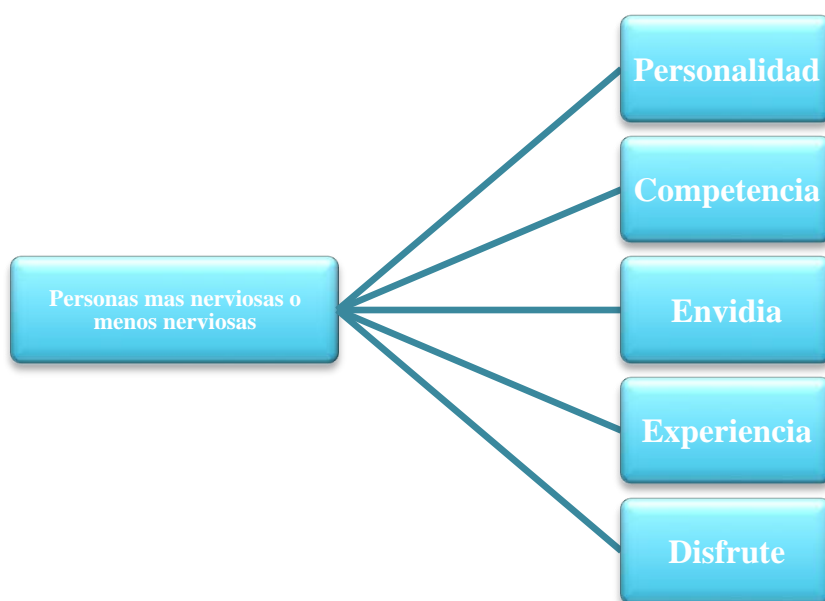 Personalidad
Competencia
Personas mas nerviosas o
menos nerviosas
Envidia
Experiencia
Disfrute